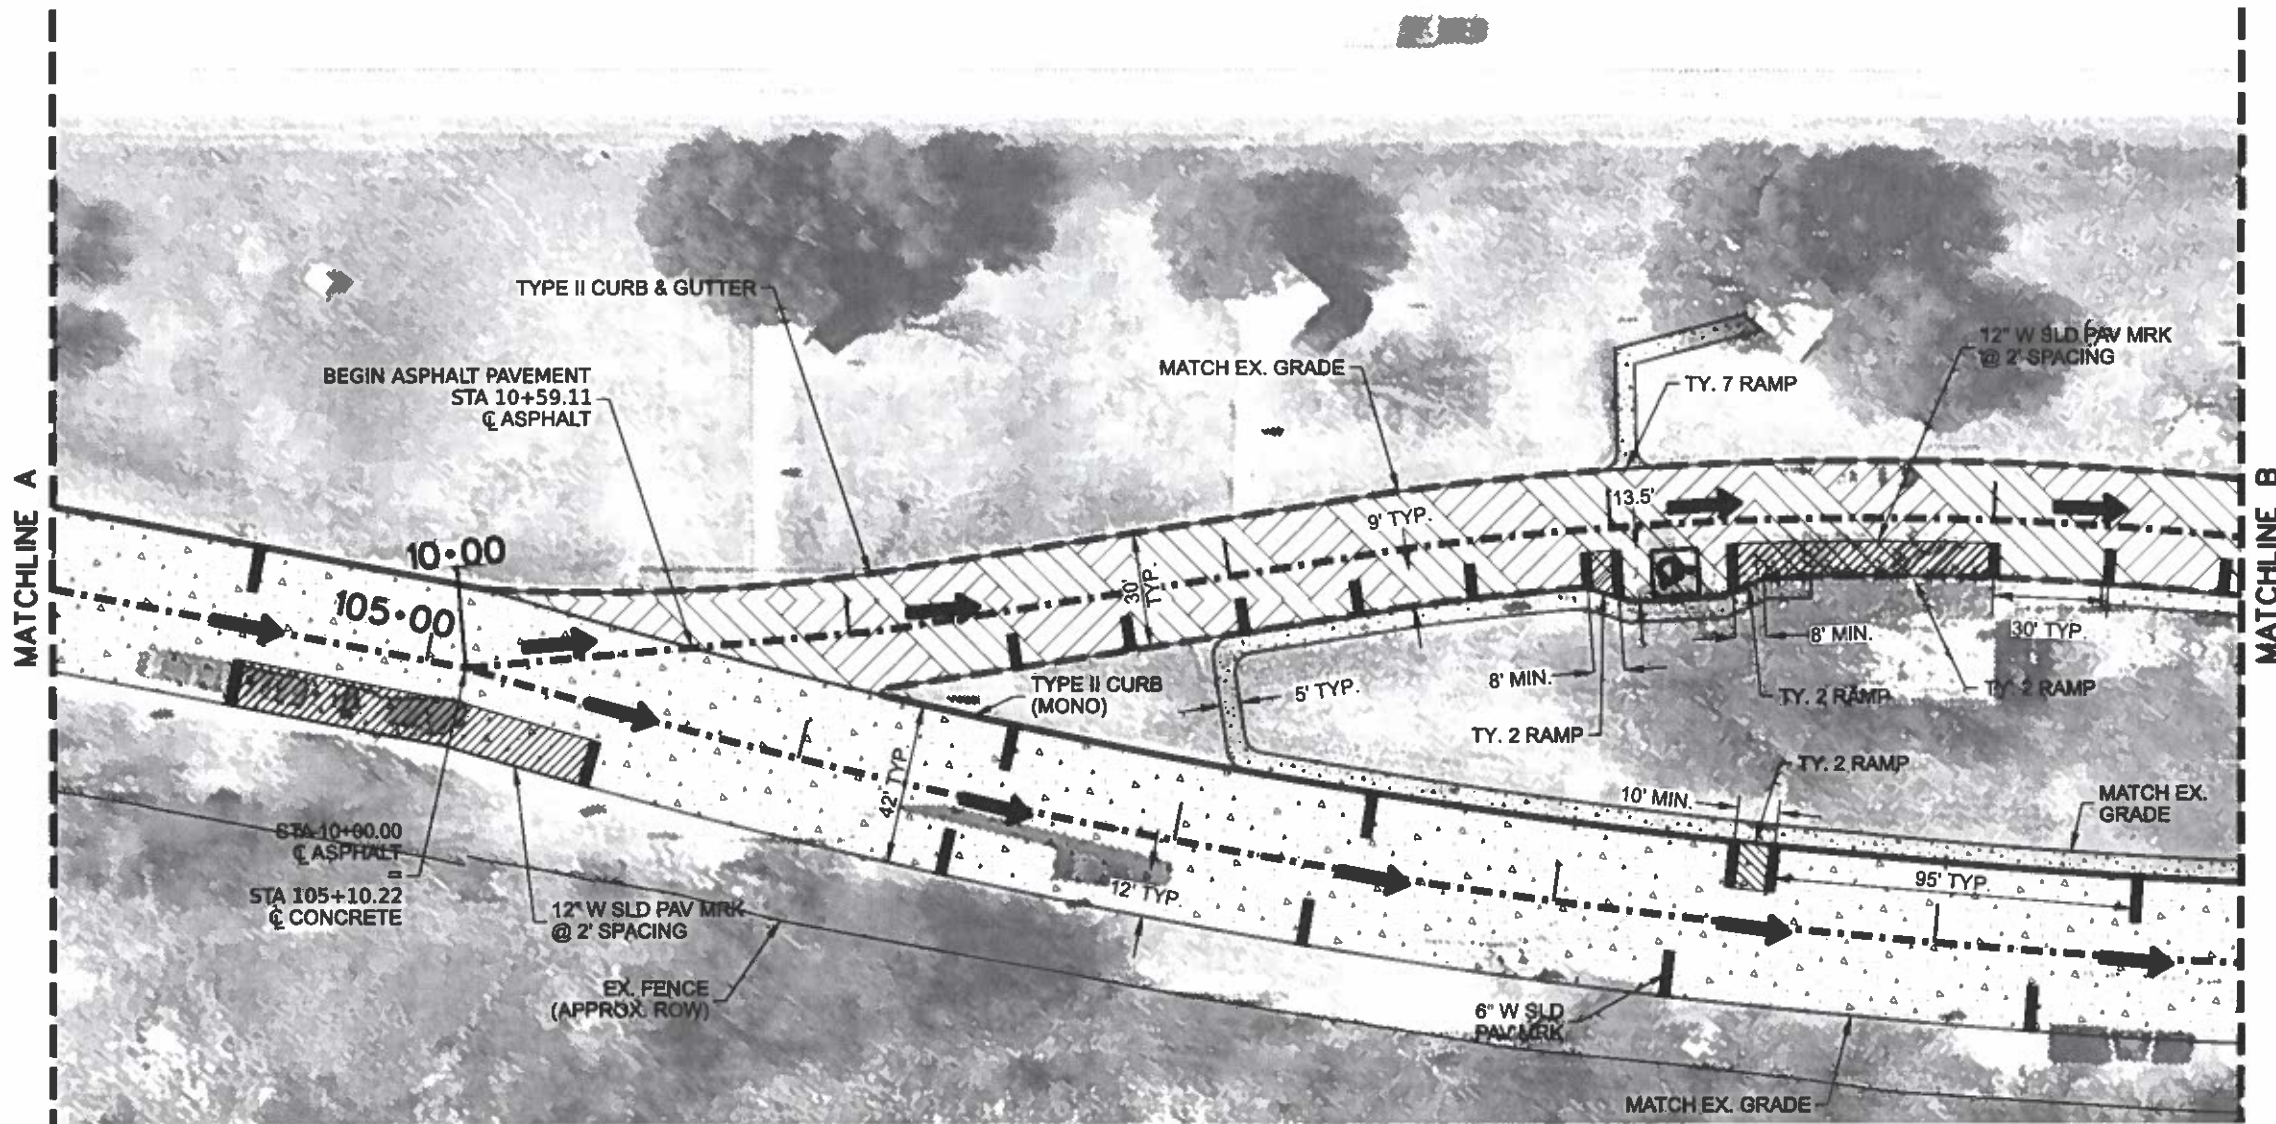 MATCHLINE A
TYPE II CURB & GUTTER
BEGIN ASPHALT PAVEMENT
STA 10+59.11
℄ ASPHALT
MATCH EX. GRADE
TY. 7 RAMP
12" W SLD PAV MRK
@ 2' SPACING
10+00
105+00
9' TYP.
13.5'
30'
TYP.
TYPE II CURB
(MONO)
5' TYP.
8' MIN.
TY. 2 RAMP
8' MIN.
TY. 2 RAMP
TY. 2 RAMP
30' TYP.
42' TYP.
12' TYP.
10' MIN.
TY. 2 RAMP
MATCH EX.
GRADE
95' TYP.
STA 10+00.00
℄ ASPHALT
=
STA 105+10.22
℄ CONCRETE
12" W SLD PAV MRK
@ 2' SPACING
EX. FENCE
(APPROX. ROW)
6" W SLD
PAV MRK
MATCH EX. GRADE
MATCHLINE B